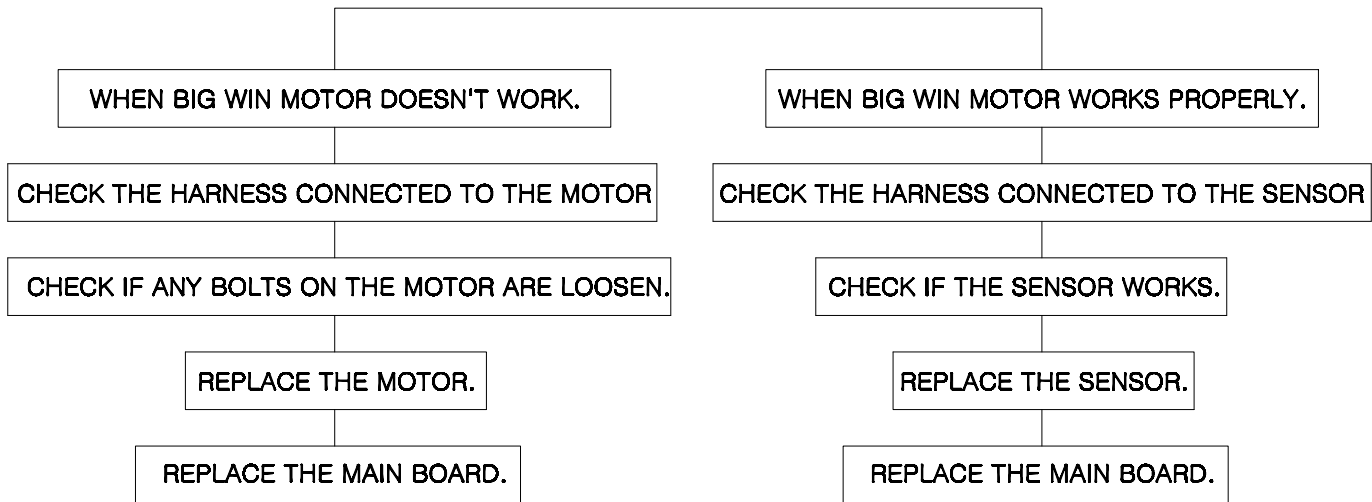 WHEN BIG WIN MOTOR DOESN'T WORK.
CHECK THE HARNESS CONNECTED TO THE MOTOR
CHECK IF ANY BOLTS ON THE MOTOR ARE LOOSEN.
REPLACE THE MOTOR.
REPLACE THE MAIN BOARD.
WHEN BIG WIN MOTOR WORKS PROPERLY.
CHECK THE HARNESS CONNECTED TO THE SENSOR
CHECK IF THE SENSOR WORKS.
REPLACE THE SENSOR.
REPLACE THE MAIN BOARD.